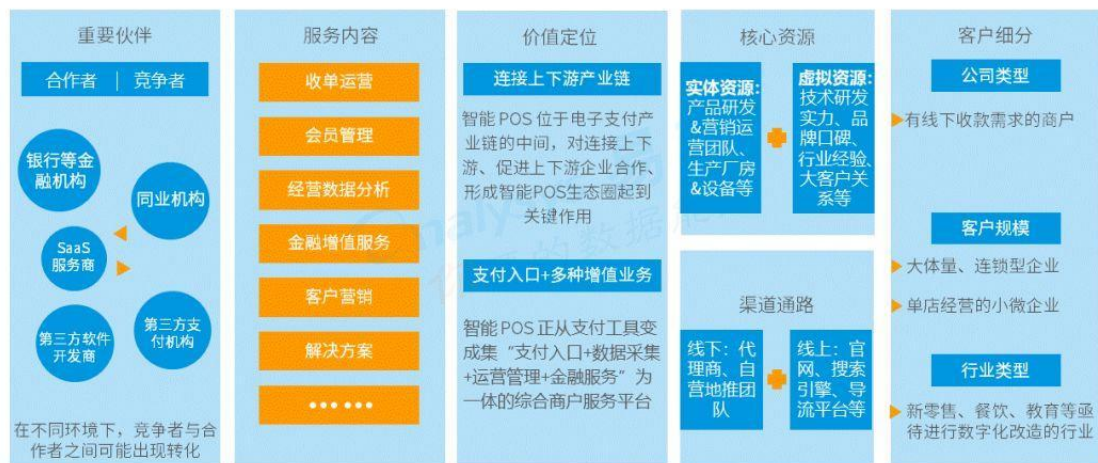 重要伙伴
合作者 | 竞争者
银行等金
融机构
同业机构
SaaS
服务商
第三方软件
开发商
第三方支
付机构
在不同环境下，竞争者与合
作者之间可能出现转化
服务内容
收单运营
会员管理
经营数据分析
金融增值服务
客户营销
解决方案
••••••
价值定位
连接上下游产业链
智能 POS 位于电子支付产
业链的中间，对连接上下
游、促进上下游企业合作、
形成智能POS生态圈起到
关键作用
支付入口+多种增值业务
智能 POS 正从支付工具变
成集“支付入口+数据采集
+运营管理+金融服务”为
一体的综合商户服务平台
核心资源
实体资源：
产品研发
&营销运
营团队、
生产厂房
&设备等
虚拟资源：
技术研发
实力、品
牌口碑、
行业经验、
大客户关
系等
渠道通路
线下：代
理商、自
营地推团
队
线上：官
网、搜索
引擎、导
流平台等
客户细分
公司类型
有线下收款需求的商户
客户规模
大体量、连锁型企业
单店经营的小微企业
行业类型
新零售、餐饮、教育等亟
待进行数字化改造的行业